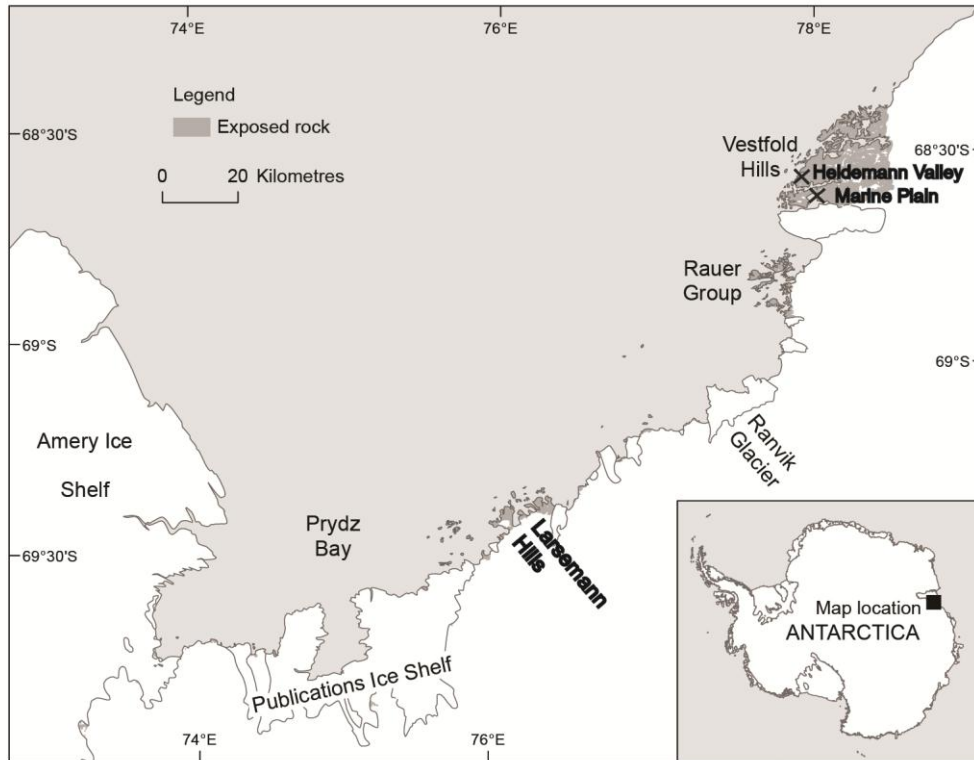 74°E
76°E
78°E
Legend
Exposed rock
0 20 Kilometres
68°30'S
68°30'S
Vestfold
Hills
Heidemann Valley
Marine Plain
Rauer
Group
69°S
69°S
Amery Ice
Shelf
Ranvik
Glacier
Prydz
Bay
Larsemann
Hills
69°30'S
Publications Ice Shelf
Map location
ANTARCTICA
74°E
76°E